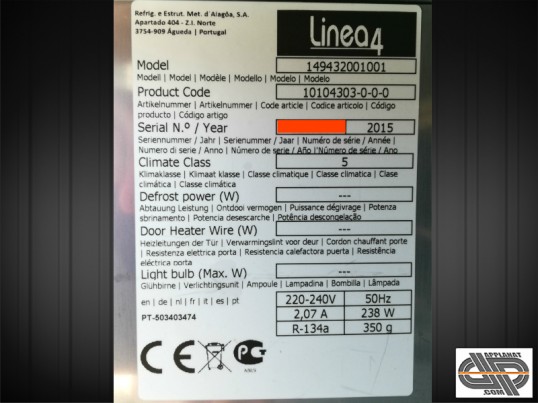 Refrig. e Estrut. Met. d'Alagôa, S.A.
Apartado 404 - Z.I. Norte
3754-909 Águeda | Portugal
Linea4
Model 149432001001
Modell | Model | Modèle | Modello | Modelo | Modelo
Product Code 10104303-0-0-0
Artikelnummer | Artikelnummer | Code article | Codice articolo | Código
producto | Código artigo
Serial N.º / Year 2015
Seriennummer / Jahr | Serienummer / Jaar | Numéro de série / Année |
Numero di serie / Anno | Número de serie / Año | Número de série / Ano
Climate Class 5
Klimaklasse | Klimaat klasse | Classe climatique | Classe climatica | Clase
climática | Classe climática
Defrost power (W) ---
Abtauung Leistung | Ontdooi vermogen | Puissance dégivrage | Potenza
sbrinamento | Potencia desescarche | Potência descongelação
Door Heater Wire (W) ---
Heizleitungen der Tür | Verwarmingslint voor deur | Cordon chauffant porte
| Resistenza elettrica porta | Resistencia calefactora puerta | Resistência
eléctrica porta
Light bulb (Max. W) ---
Glühbirne | Verlichtingsunit | Ampoule | Lampadina | Bombilla | Lâmpada
en | de | nl | fr | it | es | pt 220-240V 50Hz
PT-503403474 2,07 A 238 W
R-134a 350 g
CE PG
APPLANAT
.COM